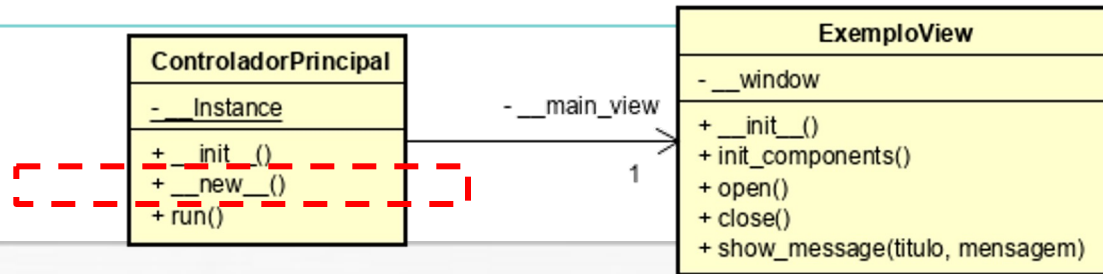 ControladorPrincipal
- __Instance
+ __init__()
+ __new__()
+ run()
- __main_view
1
ExemploView
- __window
+ __init__()
+ init_components()
+ open()
+ close()
+ show_message(titulo, mensagem)